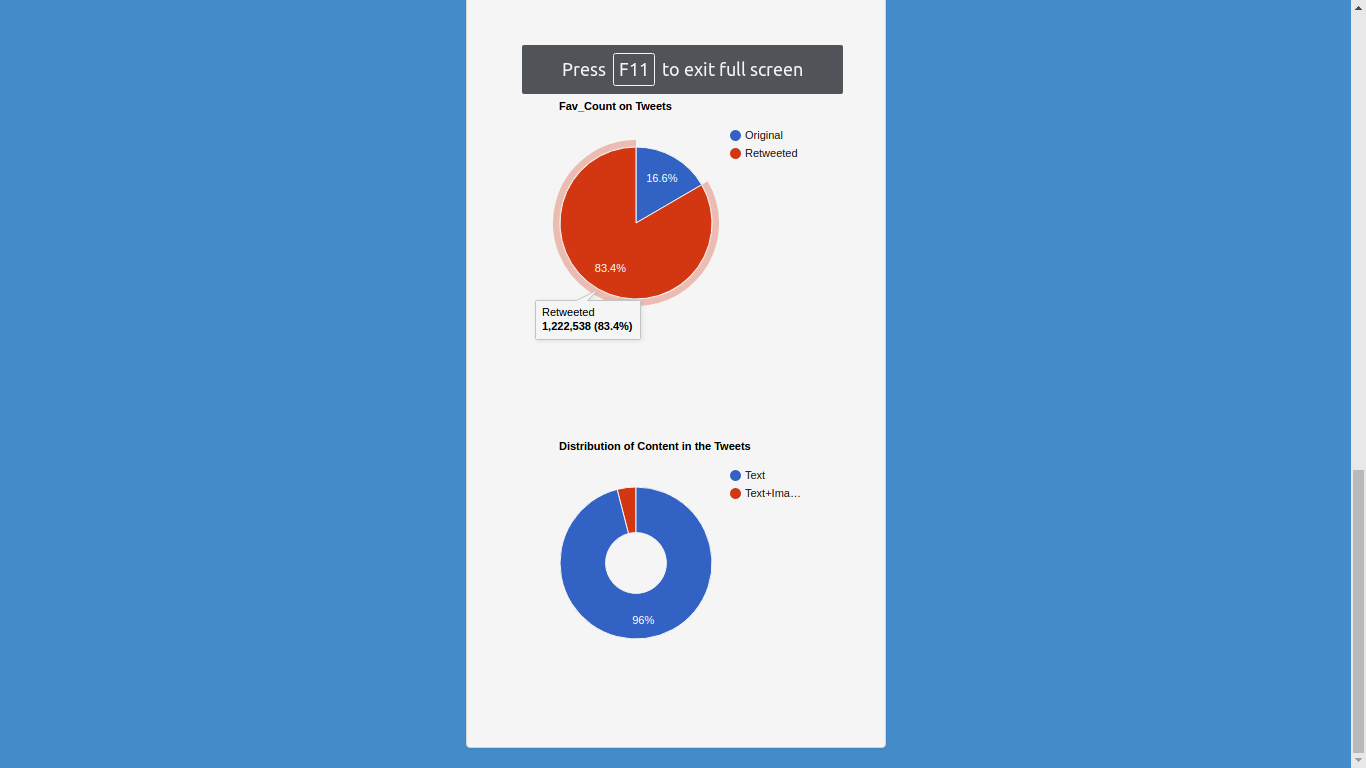 Press F11 to exit full screen
Fav_Count on Tweets
Original
Retweeted
16.6%
83.4%
Retweeted
1,222,538 (83.4%)
Distribution of Content in the Tweets
Text
Text+Ima…
96%